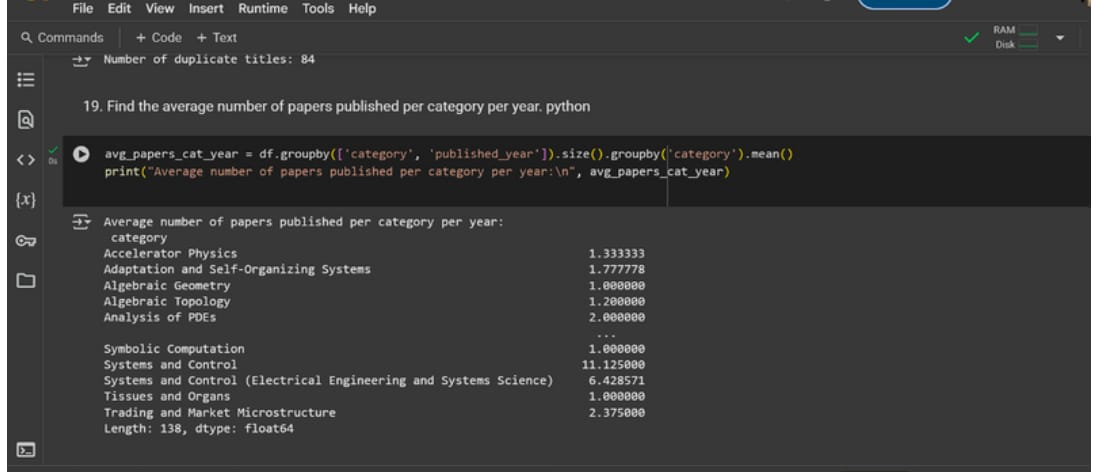 File Edit View Insert Runtime Tools Help
Commands + Code + Text
RAM
Disk
Number of duplicate titles: 84
19. Find the average number of papers published per category per year. python
0s
avg_papers_cat_year = df.groupby(['category', 'published_year']).size().groupby('category').mean()
print("Average number of papers published per category per year:\n", avg_papers_cat_year)
{x}
Average number of papers published per category per year:
category
Accelerator Physics 1.333333
Adaptation and Self-Organizing Systems 1.777778
Algebraic Geometry 1.000000
Algebraic Topology 1.200000
Analysis of PDEs 2.000000
...
Symbolic Computation 1.000000
Systems and Control 11.125000
Systems and Control (Electrical Engineering and Systems Science) 6.428571
Tissues and Organs 1.000000
Trading and Market Microstructure 2.375000
Length: 138, dtype: float64